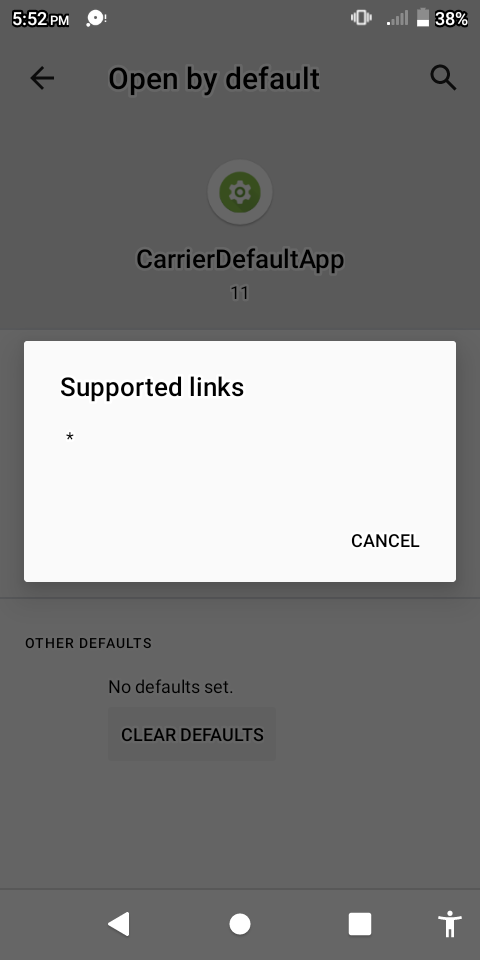 5:52 PM 38%
Open by default
CarrierDefaultApp
11
Supported links
*
CANCEL
OTHER DEFAULTS
No defaults set.
CLEAR DEFAULTS